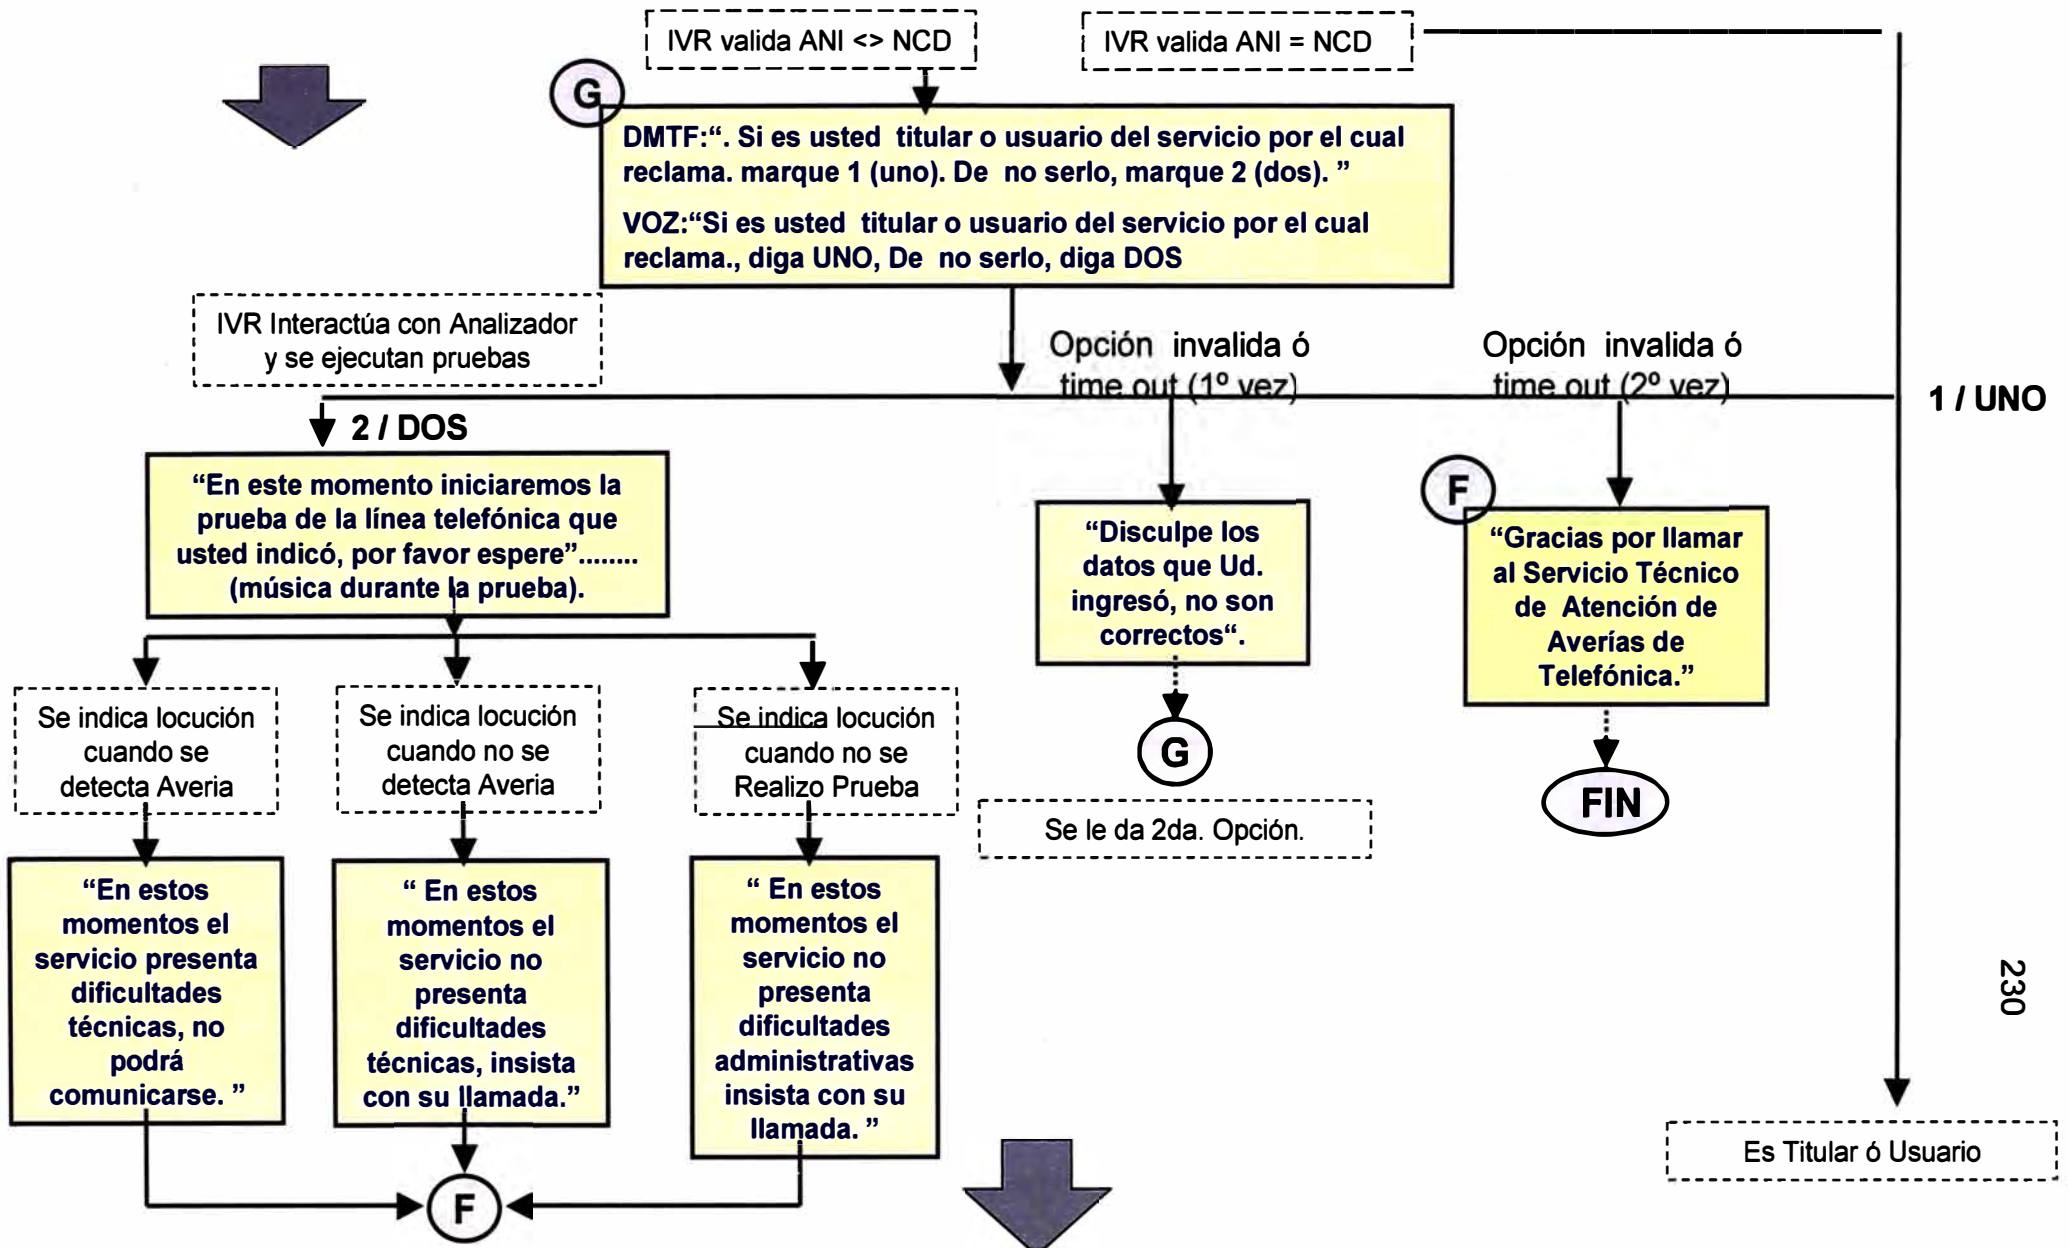 IVR valida ANI <> NCD
IVR valida ANI = NCD
G
DMTF:“. Si es usted titular o usuario del servicio por el cual
reclama. marque 1 (uno). De no serlo, marque 2 (dos). ”
VOZ:“Si es usted titular o usuario del servicio por el cual
reclama., diga UNO, De no serlo, diga DOS
IVR Interactúa con Analizador
y se ejecutan pruebas
Opción invalida ó
time out (1º vez)
Opción invalida ó
time out (2º vez)
1 / UNO
2 / DOS
“En este momento iniciaremos la
prueba de la línea telefónica que
usted indicó, por favor espere”........
(música durante la prueba).
“Disculpe los
datos que Ud.
ingresó, no son
correctos“.
F
“Gracias por llamar
al Servicio Técnico
de Atención de
Averías de
Telefónica.”
Se indica locución
cuando se
detecta Averia
Se indica locución
cuando no se
detecta Averia
Se indica locución
cuando no se
Realizo Prueba
G
FIN
Se le da 2da. Opción.
“En estos
momentos el
servicio presenta
dificultades
técnicas, no
podrá
comunicarse. ”
“ En estos
momentos el
servicio no
presenta
dificultades
técnicas, insista
con su llamada.”
“ En estos
momentos el
servicio no
presenta
dificultades
administrativas
insista con su
llamada. ”
230
Es Titular ó Usuario
F